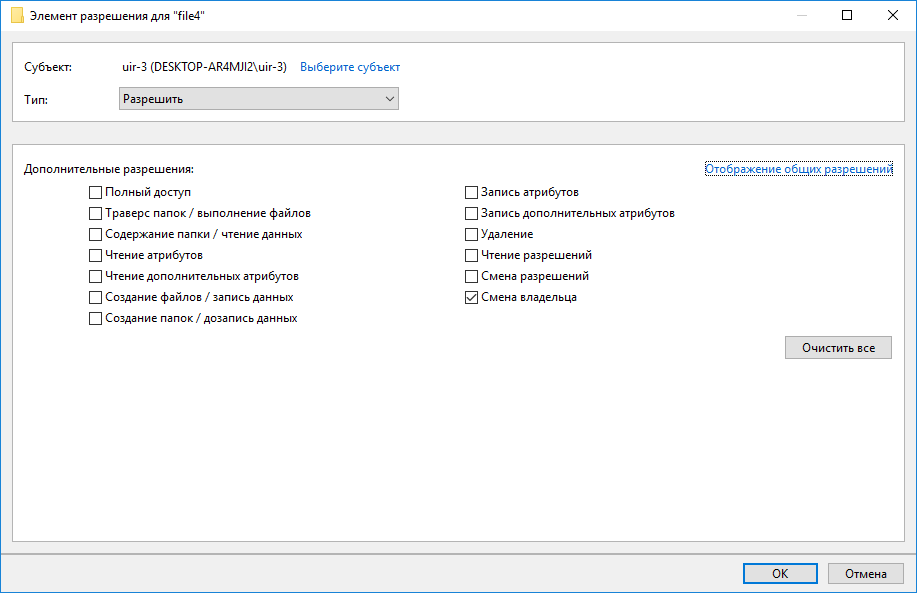 Элемент разрешения для "file4"
Субъект: uir-3 (DESKTOP-AR4MJI2\uir-3) Выберите субъект
Тип: Разрешить
Дополнительные разрешения: Отображение общих разрешений
Полный доступ Запись атрибутов
Траверс папок / выполнение файлов Запись дополнительных атрибутов
Содержание папки / чтение данных Удаление
Чтение атрибутов Чтение разрешений
Чтение дополнительных атрибутов Смена разрешений
Создание файлов / запись данных Смена владельца
Создание папок / дозапись данных
Очистить все
ОК Отмена